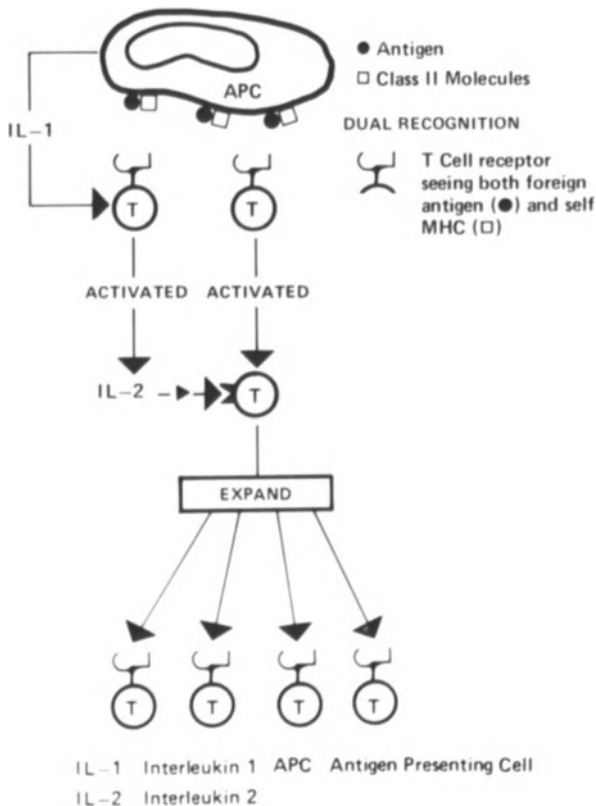 APC
● Antigen
□ Class II Molecules
IL-1
DUAL RECOGNITION
T Cell receptor
seeing both foreign
antigen (●) and self
MHC (□)
T T
ACTIVATED ACTIVATED
IL-2
T
EXPAND
T T T T
IL-1 Interleukin 1 APC Antigen Presenting Cell
IL-2 Interleukin 2